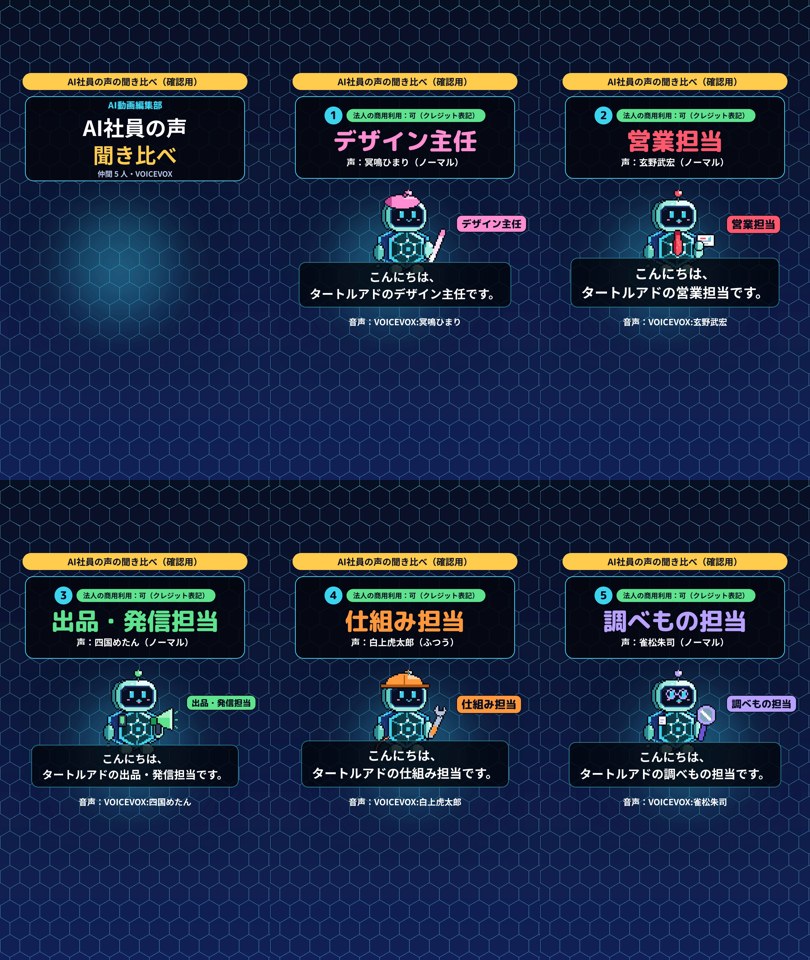 AI社員の声の聞き比べ（確認用）
AI動画編集部
AI社員の声
聞き比べ
仲間5人・VOICEVOX
AI社員の声の聞き比べ（確認用）
1 法人の商用利用：可（クレジット表記）
デザイン主任
声：冥鳴ひまり（ノーマル）
デザイン主任
こんにちは、
タートルアドのデザイン主任です。
音声：VOICEVOX:冥鳴ひまり
AI社員の声の聞き比べ（確認用）
2 法人の商用利用：可（クレジット表記）
営業担当
声：玄野武宏（ノーマル）
営業担当
こんにちは、
タートルアドの営業担当です。
音声：VOICEVOX:玄野武宏
AI社員の声の聞き比べ（確認用）
3 法人の商用利用：可（クレジット表記）
出品・発信担当
声：四国めたん（ノーマル）
出品・発信担当
こんにちは、
タートルアドの出品・発信担当です。
音声：VOICEVOX:四国めたん
AI社員の声の聞き比べ（確認用）
4 法人の商用利用：可（クレジット表記）
仕組み担当
声：白上虎太郎（ふつう）
仕組み担当
こんにちは、
タートルアドの仕組み担当です。
音声：VOICEVOX:白上虎太郎
AI社員の声の聞き比べ（確認用）
5 法人の商用利用：可（クレジット表記）
調べもの担当
声：雀松朱司（ノーマル）
調べもの担当
こんにちは、
タートルアドの調べもの担当です。
音声：VOICEVOX:雀松朱司